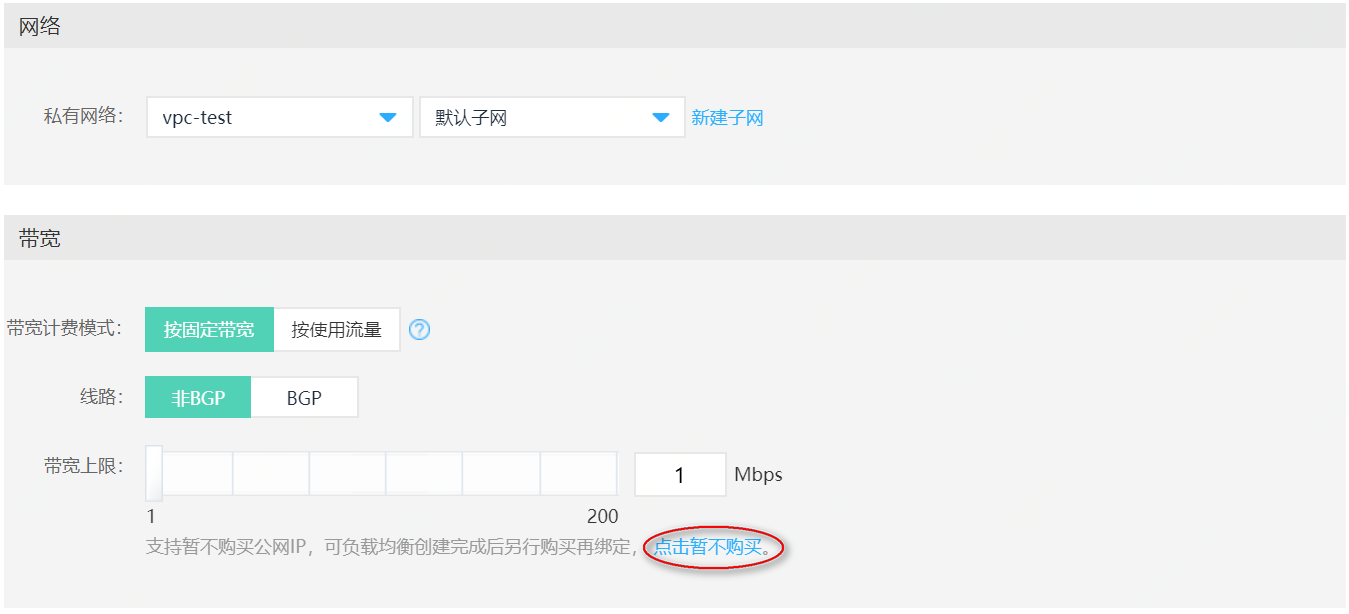 网络
私有网络： vpc-test 默认子网 新建子网
带宽
带宽计费模式： 按固定带宽 按使用流量 ?
线路： 非BGP BGP
带宽上限： 1 Mbps
1 200
支持暂不购买公网IP，可负载均衡创建完成后另行购买再绑定，点击暂不购买。